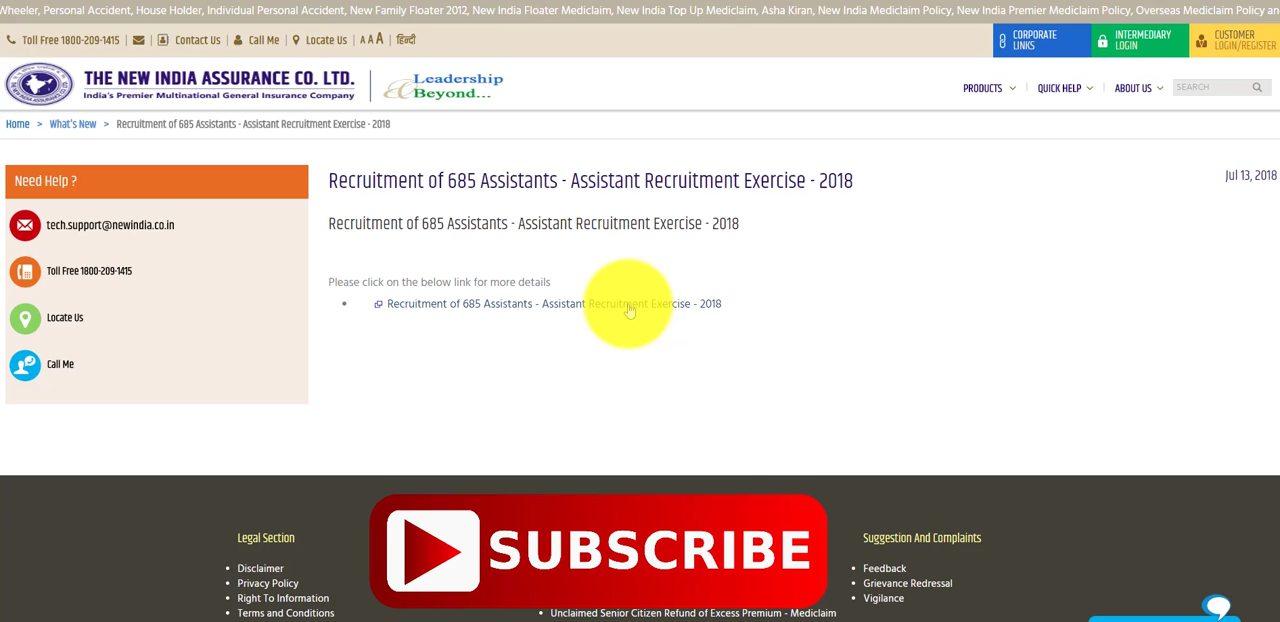 Wheeler, Personal Accident, House Holder, Individual Personal Accident, New Family Floater 2012, New India Floater Mediclaim, New India Top Up Mediclaim, Asha Kiran, New India Mediclaim Policy, New India Premier Mediclaim Policy, Overseas Mediclaim Policy an
Toll Free 1800-209-1415 | | Contact Us | Call Me | Locate Us | A A A | हिन्दी
CORPORATE LINKS
INTERMEDIARY LOGIN
CUSTOMER LOGIN/REGISTER
THE NEW INDIA ASSURANCE CO. LTD.
India's Premier Multinational General Insurance Company
Leadership
& Beyond...
PRODUCTS | QUICK HELP | ABOUT US
SEARCH
Home > What's New > Recruitment of 685 Assistants - Assistant Recruitment Exercise - 2018
Need Help ?
tech.support@newindia.co.in
Toll Free 1800-209-1415
Locate Us
Call Me
Recruitment of 685 Assistants - Assistant Recruitment Exercise - 2018
Jul 13, 2018
Recruitment of 685 Assistants - Assistant Recruitment Exercise - 2018
Please click on the below link for more details
• Recruitment of 685 Assistants - Assistant Recruitment Exercise - 2018
Legal Section
• Disclaimer
• Privacy Policy
• Right To Information
• Terms and Conditions
SUBSCRIBE
• Unclaimed Senior Citizen Refund of Excess Premium - Mediclaim
Suggestion And Complaints
• Feedback
• Grievance Redressal
• Vigilance